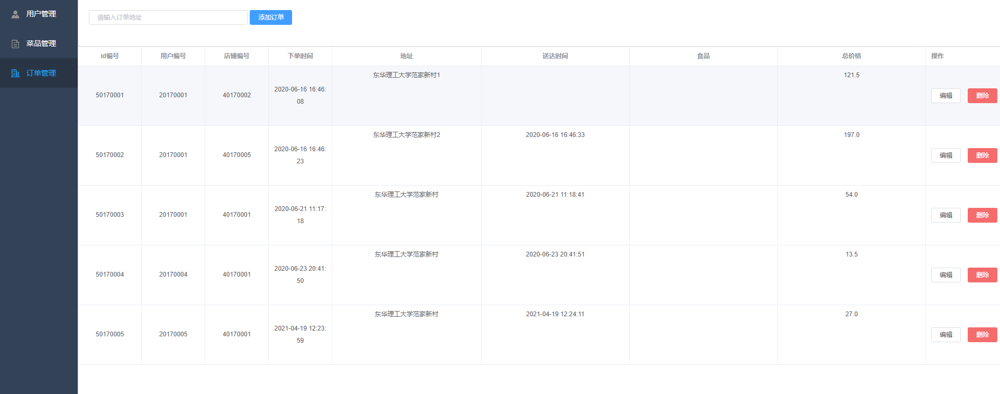 用户管理
菜品管理
订单管理
请输入订单地址 添加订单
id编号 用户编号 店铺编号 下单时间 地址 送达时间 食品 总价格 操作
50170001 20170001 40170002 2020-06-16 16:46:08 东华理工大学范家新村1 121.5 编辑 删除
50170002 20170001 40170005 2020-06-16 16:46:23 东华理工大学范家新村2 2020-06-16 16:46:33 197.0 编辑 删除
50170003 20170001 40170001 2020-06-21 11:17:18 东华理工大学范家新村 2020-06-21 11:18:41 54.0 编辑 删除
50170004 20170004 40170001 2020-06-23 20:41:50 东华理工大学范家新村 2020-06-23 20:41:51 13.5 编辑 删除
50170005 20170005 40170001 2021-04-19 12:23:59 东华理工大学范家新村 2021-04-19 12:24:11 27.0 编辑 删除